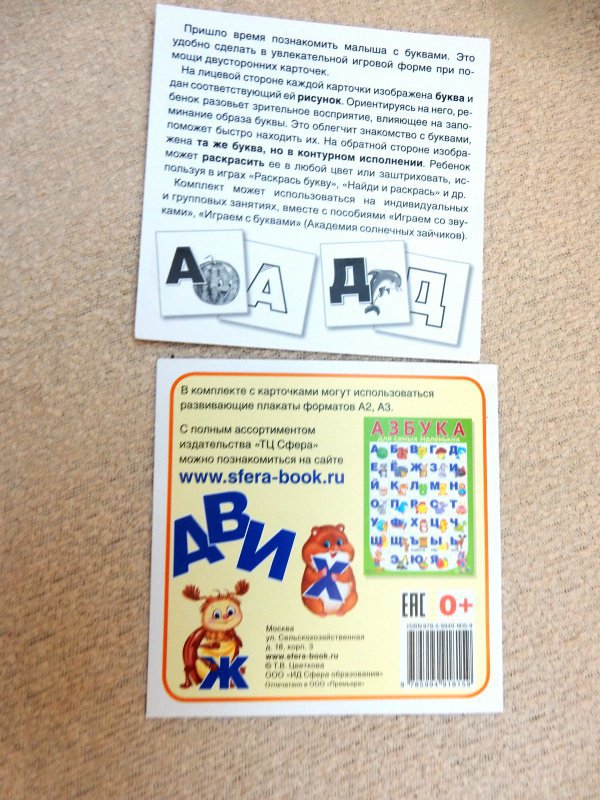 Пришло время познакомить малыша с буквами. Это
удобно сделать в увлекательной игровой форме при по-
мощи двусторонних карточек.
На лицевой стороне каждой карточки изображена буква и
дан соответствующий ей рисунок. Ориентируясь на него, ре-
бенок разовьет зрительное восприятие, влияющее на запо-
минание образа буквы. Это облегчит знакомство с буквами,
поможет быстро находить их. На обратной стороне изобра-
жена та же буква, но в контурном исполнении. Ребенок
может раскрасить ее в любой цвет или заштриховать, ис-
пользуя в играх «Раскрась букву», «Найди и раскрась» и др.
Комплект может использоваться на индивидуальных
и групповых занятиях, вместе с пособиями «Играем со зву-
ками», «Играем с буквами» (Академия солнечных зайчиков).
А А Д Д
В комплекте с карточками могут использоваться
развивающие плакаты форматов А2, А3.
С полным ассортиментом
издательства «ТЦ Сфера»
можно познакомиться на сайте
www.sfera-book.ru
АЗБУКА
для самых маленьких
А Б В Г Д
Е Ё Ж З И
Й К Л М Н
О П Р С Т
У Ф Х Ц Ч
Ш Щ Ъ Ы Ь
Э Ю Я
А В И
Х
Ж
EAC 0+
Москва
ул. Сельскохозяйственная
д. 18, корп. 3
www.sfera-book.ru
© Т.В. Цветкова
ООО «ИД Сфера образования»
Отпечатано в ООО «Премьера»
9 785994 918159